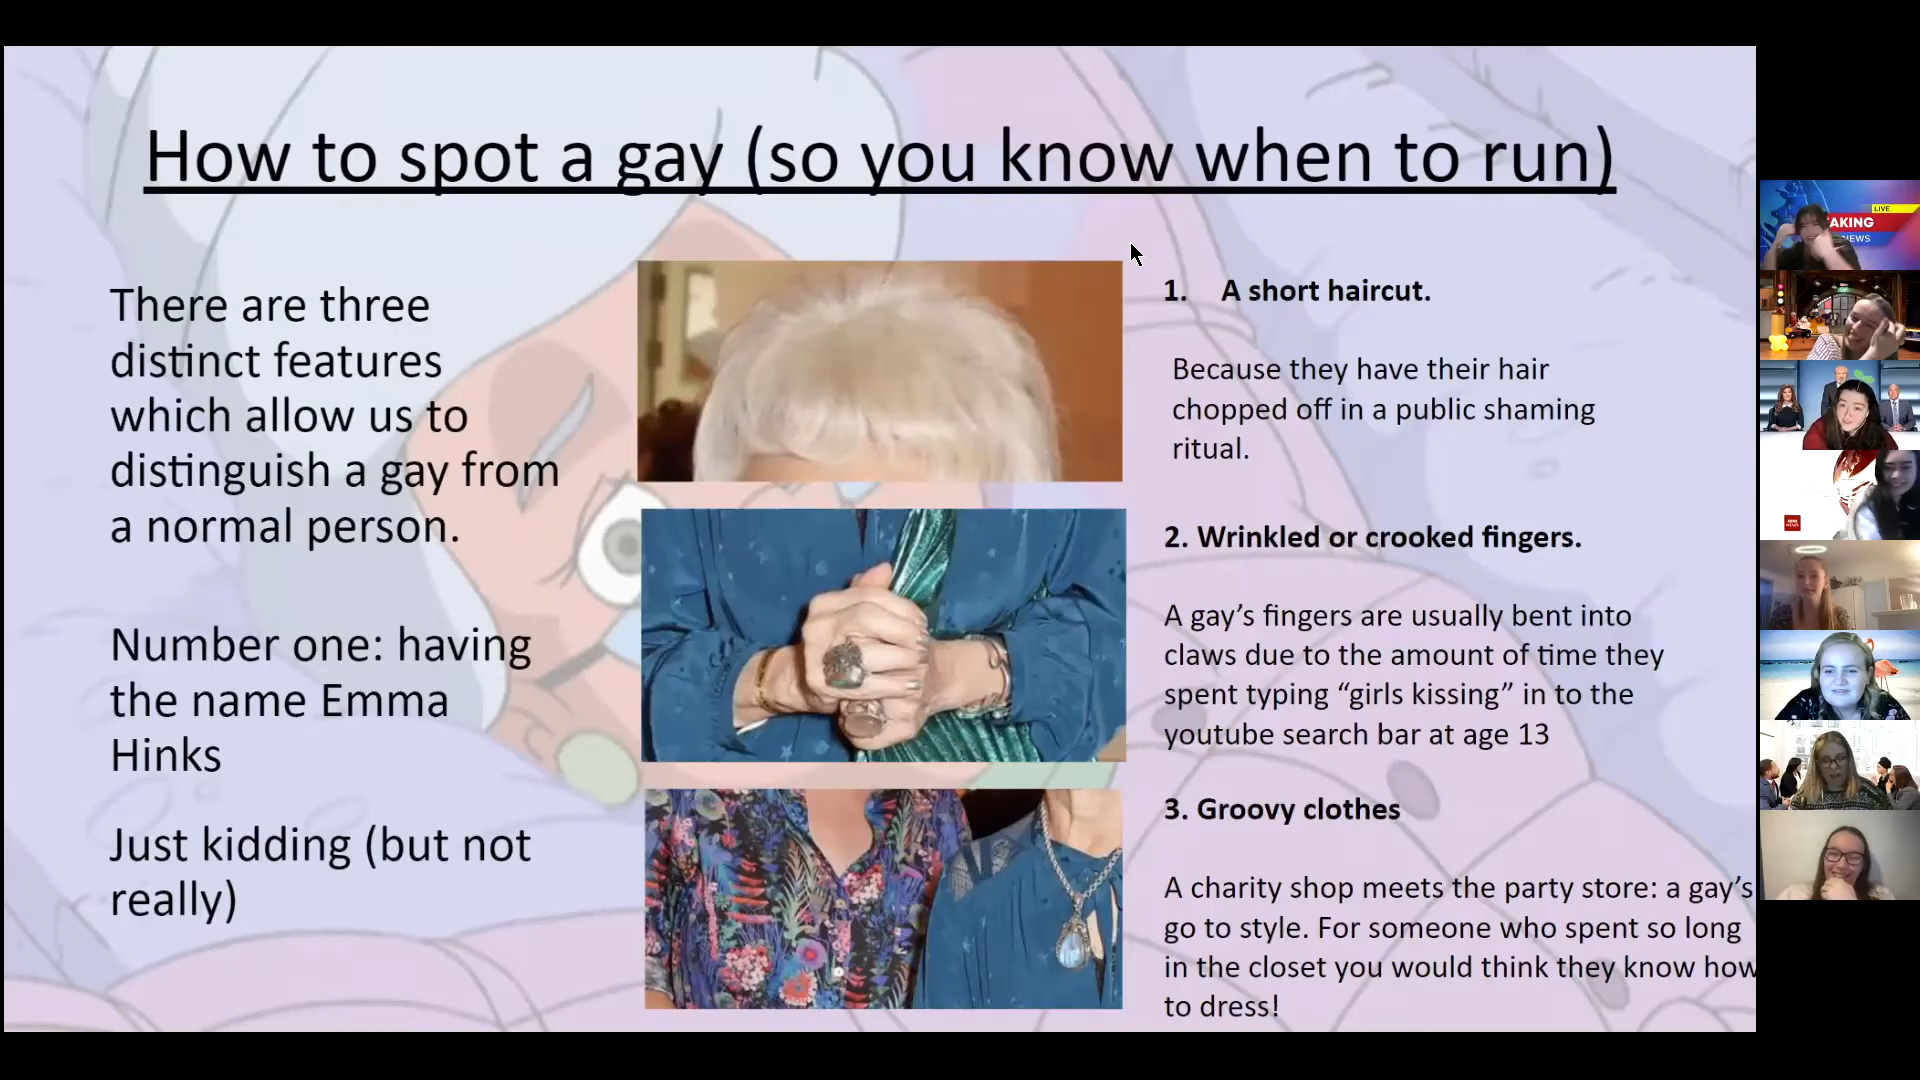 How to spot a gay (so you know when to run)
There are three
distinct features
which allow us to
distinguish a gay from
a normal person.
Number one: having
the name Emma
Hinks
Just kidding (but not
really)
1. A short haircut.
Because they have their hair
chopped off in a public shaming
ritual.
2. Wrinkled or crooked fingers.
A gay’s fingers are usually bent into
claws due to the amount of time they
spent typing “girls kissing” in to the
youtube search bar at age 13
3. Groovy clothes
A charity shop meets the party store: a gay’s
go to style. For someone who spent so long
in the closet you would think they know how
to dress!
LIVE
AKING
NEWS
NEWS